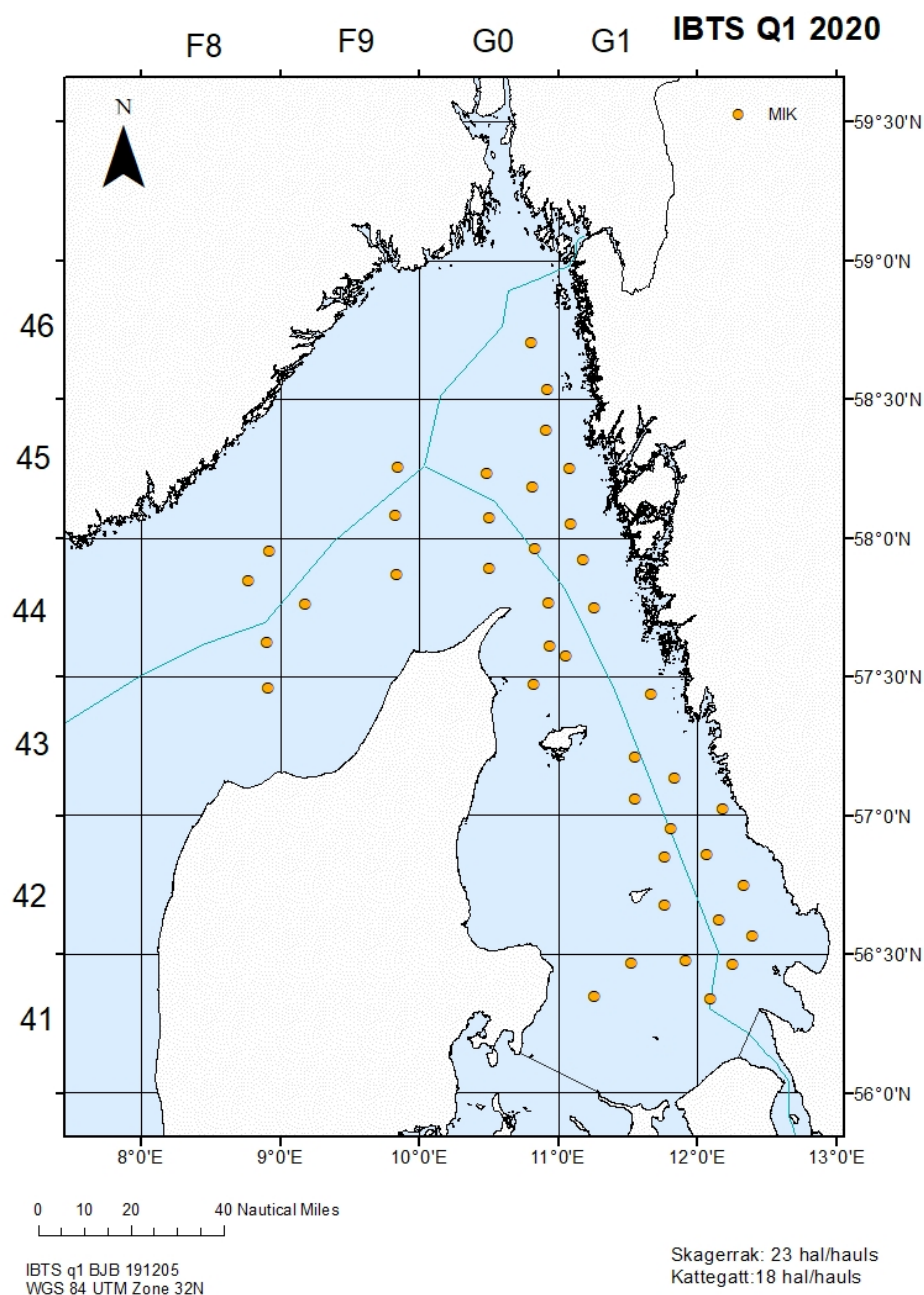 IBTS Q1 2020
F8 F9 G0 G1
N
MIK
59°30'N
59°0'N
46
58°30'N
45
58°0'N
44
57°30'N
43
57°0'N
42
56°30'N
41
56°0'N
8°0'E 9°0'E 10°0'E 11°0'E 12°0'E 13°0'E
0 10 20 40 Nautical Miles
IBTS q1 BJB 191205
WGS 84 UTM Zone 32N
Skagerrak: 23 hal/hauls
Kattegatt:18 hal/hauls